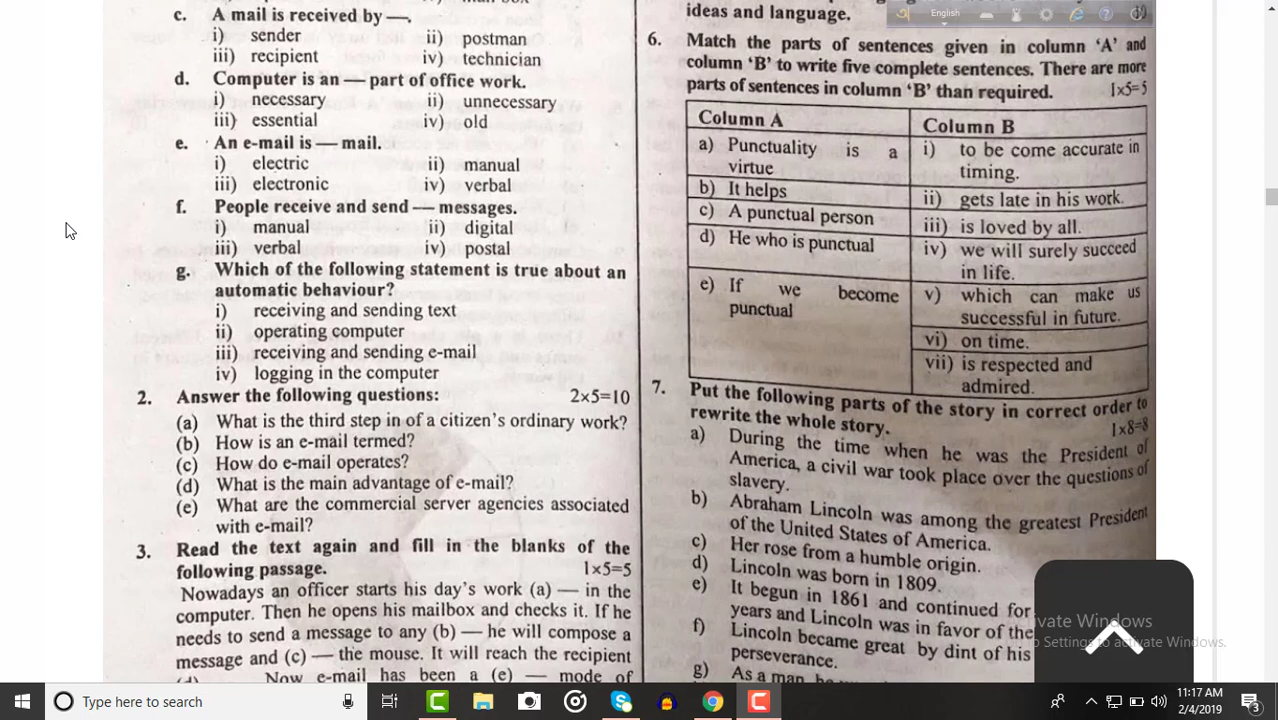 c. A mail is received by —.
i) sender ii) postman
iii) recipient iv) technician
d. Computer is an — part of office work.
i) necessary ii) unnecessary
iii) essential iv) old
e. An e-mail is — mail.
i) electric ii) manual
iii) electronic iv) verbal
f. People receive and send — messages.
i) manual ii) digital
iii) verbal iv) postal
g. Which of the following statement is true about an
automatic behaviour?
i) receiving and sending text
ii) operating computer
iii) receiving and sending e-mail
iv) logging in the computer
2. Answer the following questions: 2×5=10
(a) What is the third step in of a citizen's ordinary work?
(b) How is an e-mail termed?
(c) How do e-mail operates?
(d) What is the main advantage of e-mail?
(e) What are the commercial server agencies associated
with e-mail?
3. Read the text again and fill in the blanks of the
following passage. 1×5=5
Nowadays an officer starts his day's work (a) — in the
computer. Then he opens his mailbox and checks it. If he
needs to send a message to any (b) — he will compose a
message and (c) — the mouse. It will reach the recipient
Now e-mail has been a (e) — mode of
ideas and language.
English
6. Match the parts of sentences given in column 'A' and
column 'B' to write five complete sentences. There are more
parts of sentences in column 'B' than required. 1×5=5
Column A
a) Punctuality is a
virtue
b) It helps
c) A punctual person
d) He who is punctual
e) If we become
punctual
Column B
i) to be come accurate in
timing.
ii) gets late in his work.
iii) is loved by all.
iv) we will surely succeed
in life.
v) which can make us
successful in future.
vi) on time.
vii) is respected and
admired.
7. Put the following parts of the story in correct order to
rewrite the whole story. 1×8=8
a) During the time when he was the President of
America, a civil war took place over the questions of
slavery.
b) Abraham Lincoln was among the greatest President
of the United States of America.
c) Her rose from a humble origin.
d) Lincoln was born in 1809.
e) It begun in 1861 and continued for
years and Lincoln was in favor of the
f) Lincoln became great by dint of his
perseverance.
g) As a man, he
ivate Windows
Settings to activate Windows.
Type here to search
11:17 AM
2/4/2019
3